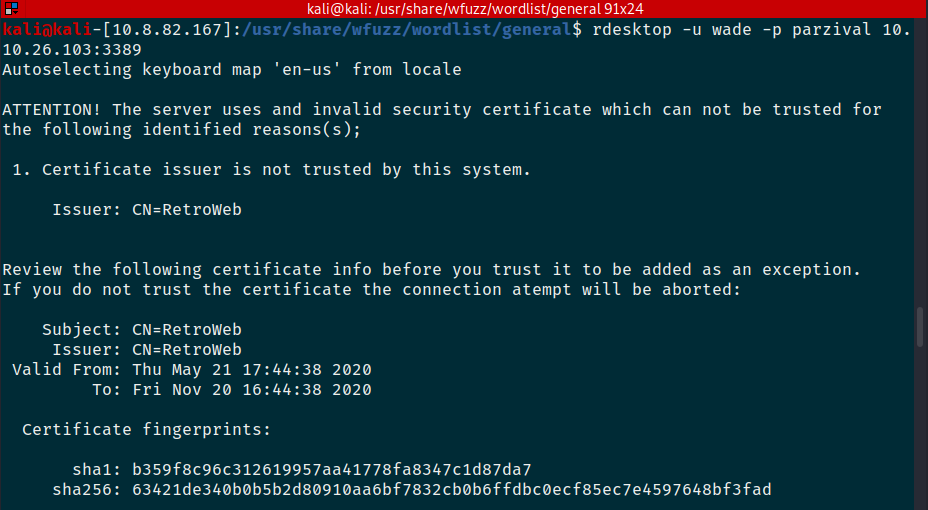 kali@kali: /usr/share/wfuzz/wordlist/general 91x24
kali@kali-[10.8.82.167]:/usr/share/wfuzz/wordlist/general$ rdesktop -u wade -p parzival 10.
10.26.103:3389
Autoselecting keyboard map 'en-us' from locale
ATTENTION! The server uses and invalid security certificate which can not be trusted for
the following identified reasons(s);
1. Certificate issuer is not trusted by this system.
Issuer: CN=RetroWeb
Review the following certificate info before you trust it to be added as an exception.
If you do not trust the certificate the connection atempt will be aborted:
Subject: CN=RetroWeb
Issuer: CN=RetroWeb
Valid From: Thu May 21 17:44:38 2020
To: Fri Nov 20 16:44:38 2020
Certificate fingerprints:
sha1: b359f8c96c312619957aa41778fa8347c1d87da7
sha256: 63421de340b0b5b2d80910aa6bf7832cb0b6ffdbc0ecf85ec7e4597648bf3fad